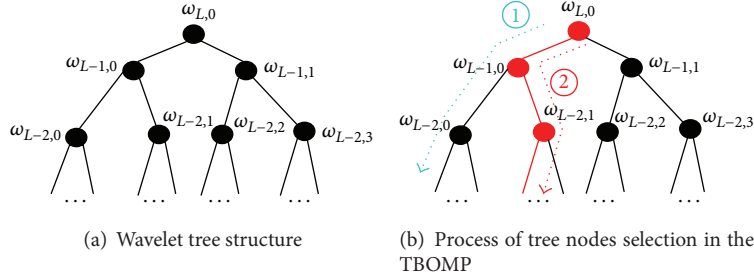 ω_{L,0}
ω_{L−1,0} ω_{L−1,1}
ω_{L−2,0} ω_{L−2,1} ω_{L−2,2} ω_{L−2,3}
... ... ... ...
(a) Wavelet tree structure
① ω_{L,0}
ω_{L−1,0} ② ω_{L−1,1}
ω_{L−2,0} ω_{L−2,1} ω_{L−2,2} ω_{L−2,3}
... ... ... ...
(b) Process of tree nodes selection in the
TBOMP